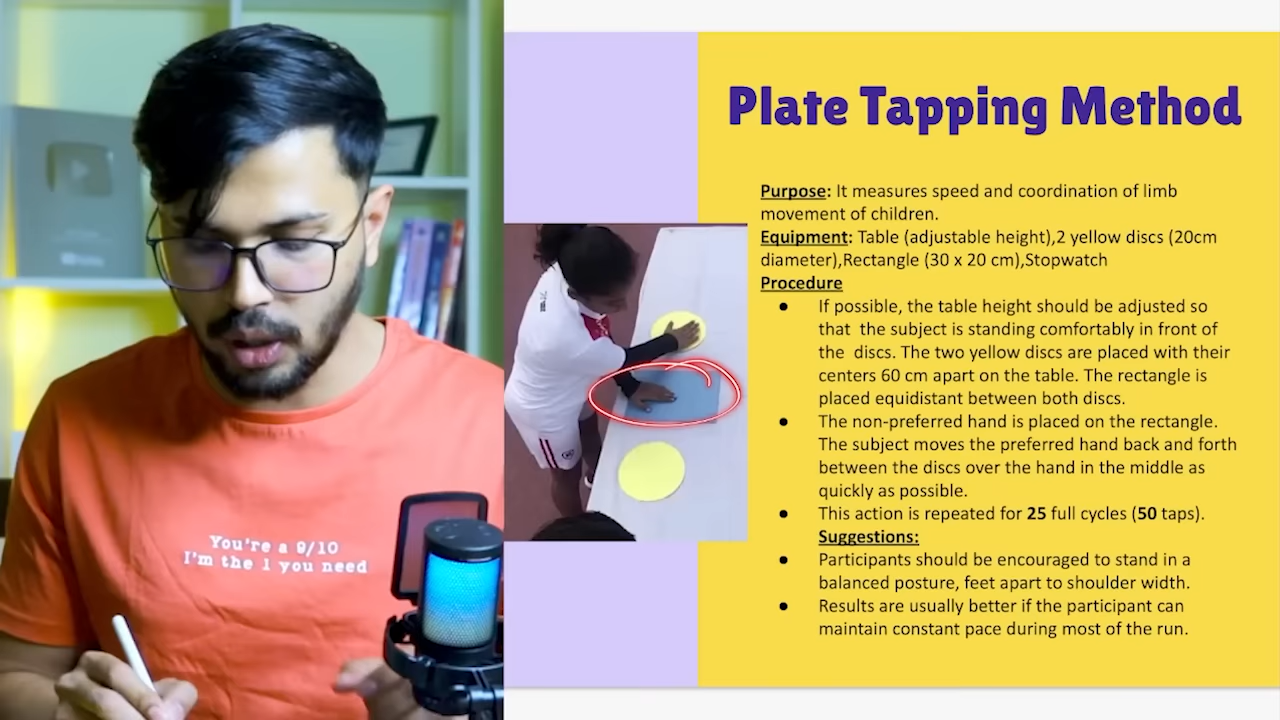 You're a 9/10
I'm the 1 you need
Plate Tapping Method
Purpose: It measures speed and coordination of limb
movement of children.
Equipment: Table (adjustable height),2 yellow discs (20cm
diameter),Rectangle (30 x 20 cm),Stopwatch
Procedure
● If possible, the table height should be adjusted so
that the subject is standing comfortably in front of
the discs. The two yellow discs are placed with their
centers 60 cm apart on the table. The rectangle is
placed equidistant between both discs.
● The non-preferred hand is placed on the rectangle.
The subject moves the preferred hand back and forth
between the discs over the hand in the middle as
quickly as possible.
● This action is repeated for 25 full cycles (50 taps).
Suggestions:
● Participants should be encouraged to stand in a
balanced posture, feet apart to shoulder width.
● Results are usually better if the participant can
maintain constant pace during most of the run.